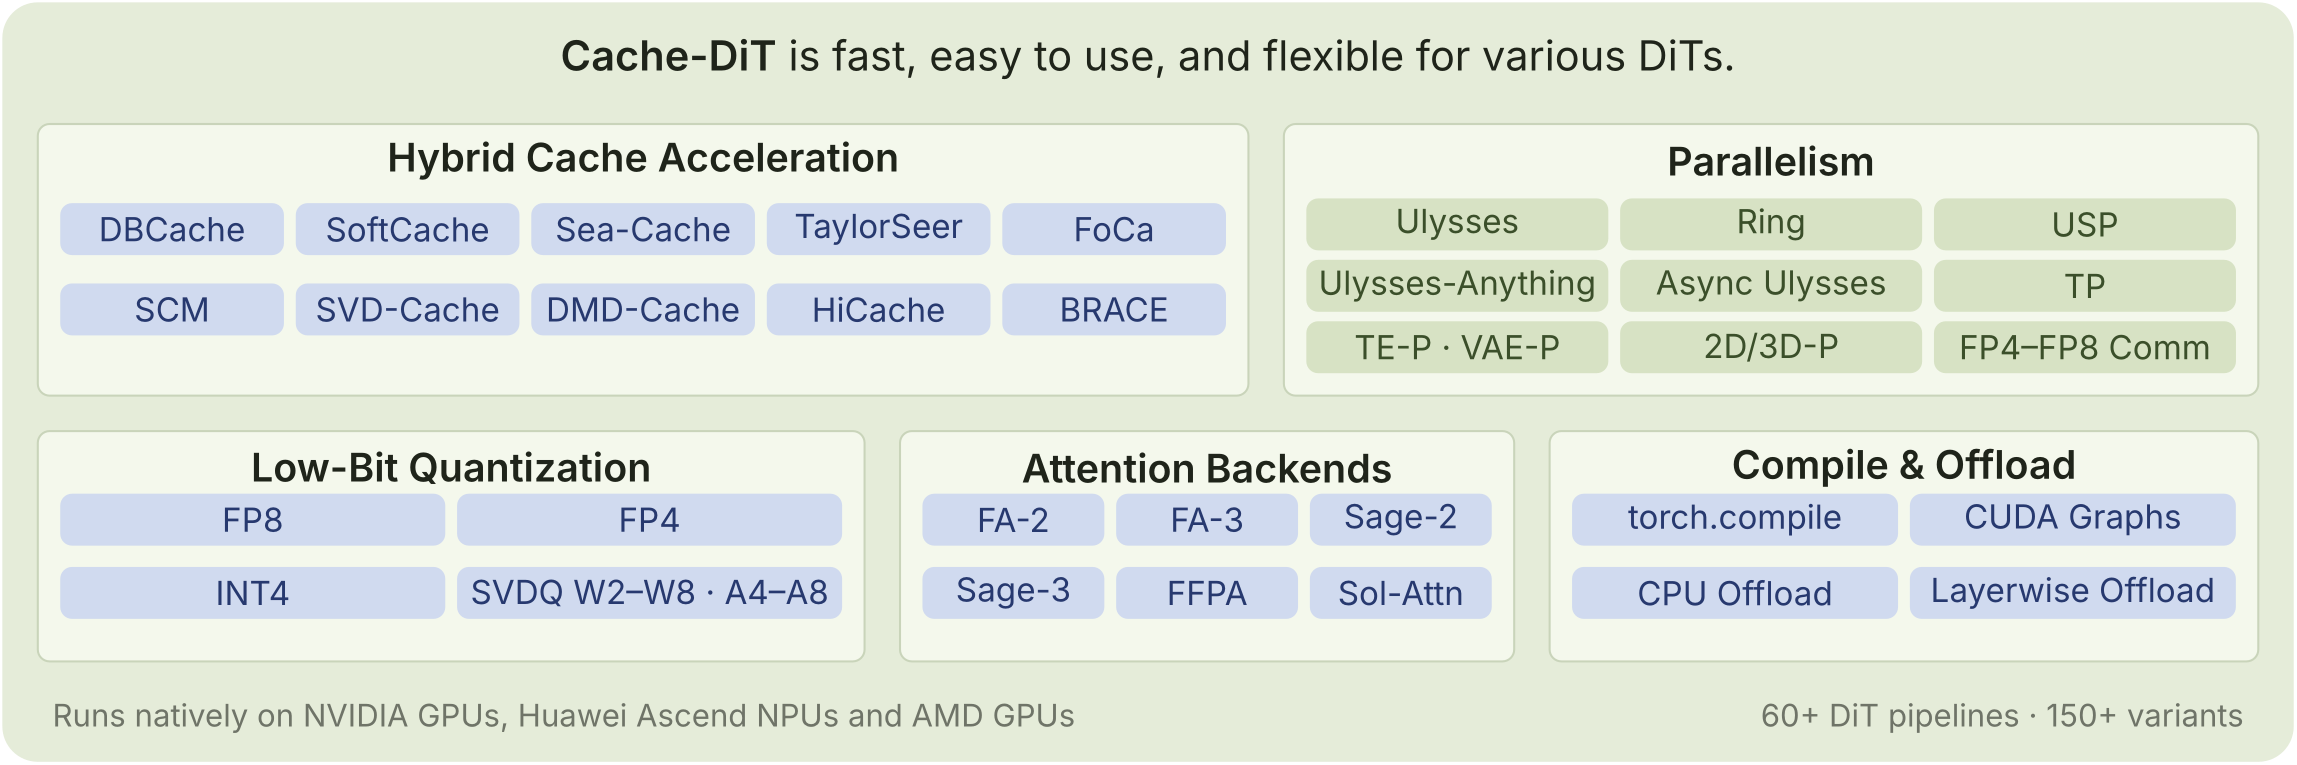 Cache-DiT is fast, easy to use, and flexible for various DiTs.
Hybrid Cache Acceleration
DBCache
SoftCache
Sea-Cache
TaylorSeer
FoCa
SCM
SVD-Cache
DMD-Cache
HiCache
BRACE
Parallelism
Ulysses
Ring
USP
Ulysses-Anything
Async Ulysses
TP
TE-P · VAE-P
2D/3D-P
FP4–FP8 Comm
Low-Bit Quantization
FP8
FP4
INT4
SVDQ W2–W8 · A4–A8
Attention Backends
FA-2
FA-3
Sage-2
Sage-3
FFPA
Sol-Attn
Compile & Offload
torch.compile
CUDA Graphs
CPU Offload
Layerwise Offload
Runs natively on NVIDIA GPUs, Huawei Ascend NPUs and AMD GPUs
60+ DiT pipelines · 150+ variants